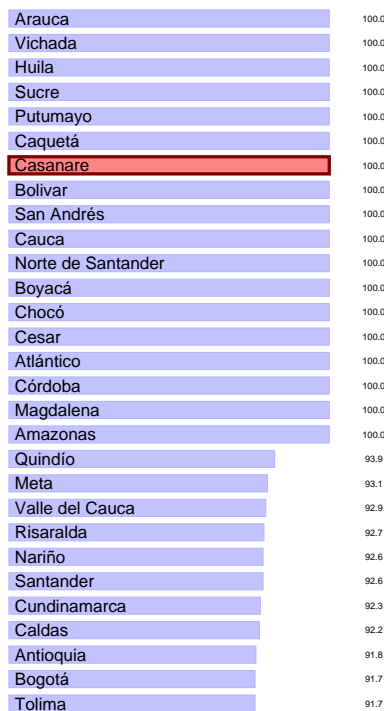 Arauca 100.0
Vichada 100.0
Huila 100.0
Sucre 100.0
Putumayo 100.0
Caquetá 100.0
Casanare 100.0
Bolivar 100.0
San Andrés 100.0
Cauca 100.0
Norte de Santander 100.0
Boyacá 100.0
Chocó 100.0
Cesar 100.0
Atlántico 100.0
Córdoba 100.0
Magdalena 100.0
Amazonas 100.0
Quindío 93.9
Meta 93.1
Valle del Cauca 92.9
Risaralda 92.7
Nariño 92.6
Santander 92.6
Cundinamarca 92.3
Caldas 92.2
Antioquia 91.8
Bogotá 91.7
Tolima 91.7